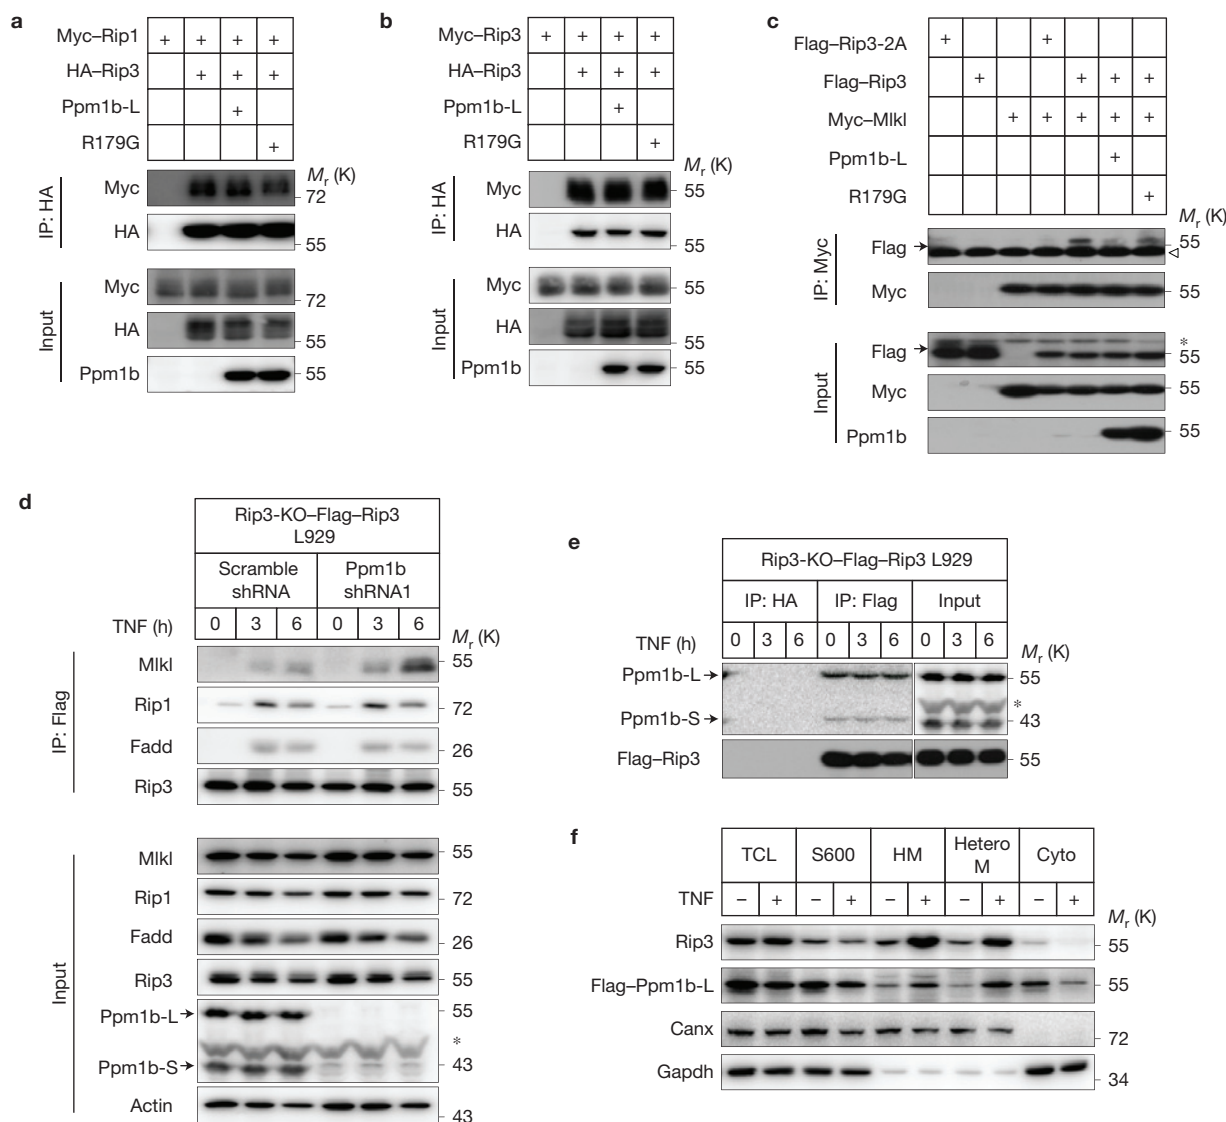 a
Myc–Rip1 + + + +
HA–Rip3 + + +
Ppm1b-L +
R179G +
Mr (K)
IP: HA
Myc 72
HA 55
Input
Myc 72
HA 55
Ppm1b 55
b
Myc–Rip3 + + + +
HA–Rip3 + + +
Ppm1b-L +
R179G +
Mr (K)
IP: HA
Myc 55
HA 55
Input
Myc 55
HA 55
Ppm1b 55
c
Flag–Rip3-2A + +
Flag–Rip3 + + + +
Myc–Mlkl + + + + +
Ppm1b-L +
R179G +
Mr (K)
IP: Myc
Flag 55
Myc 55
Input
Flag * 55
Myc 55
Ppm1b 55
d
Rip3-KO–Flag–Rip3
L929
Scramble shRNA Ppm1b shRNA1
TNF (h) 0 3 6 0 3 6
Mr (K)
IP: Flag
Mlkl 55
Rip1 72
Fadd 26
Rip3 55
Input
Mlkl 55
Rip1 72
Fadd 26
Rip3 55
Ppm1b-L 55
*
Ppm1b-S 43
Actin 43
e
Rip3-KO–Flag–Rip3 L929
IP: HA IP: Flag Input
TNF (h) 0 3 6 0 3 6 0 3 6
Mr (K)
Ppm1b-L 55
*
Ppm1b-S 43
Flag–Rip3 55
f
TCL S600 HM Hetero M Cyto
TNF – + – + – + – + – +
Mr (K)
Rip3 55
Flag–Ppm1b-L 55
Canx 72
Gapdh 34